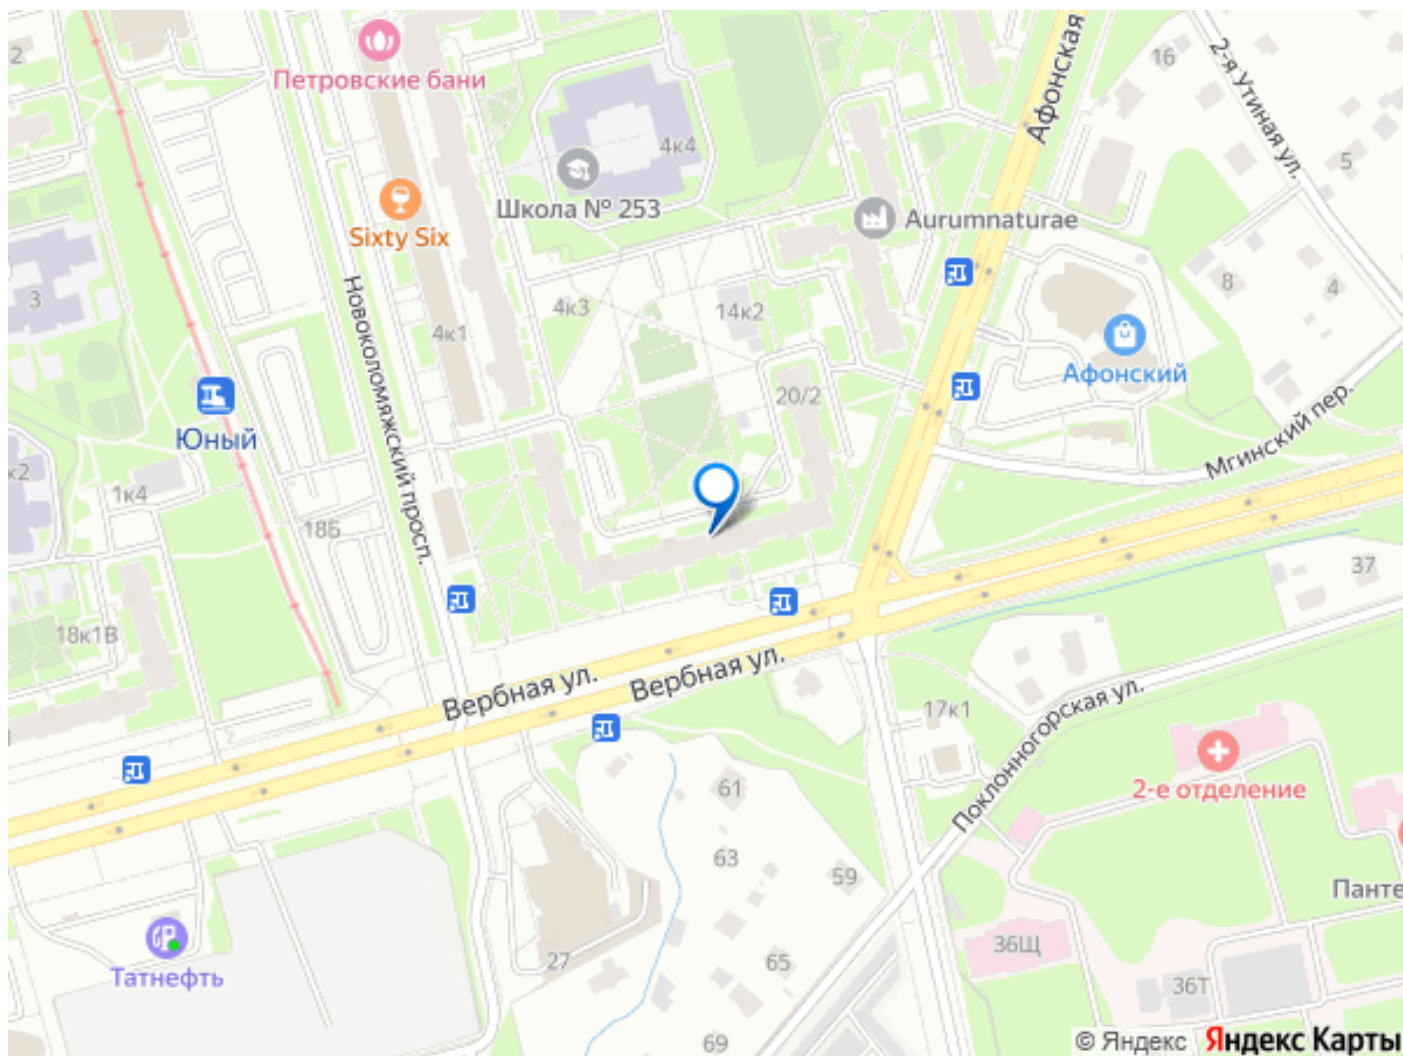 2
Петровские бани
16
Афонская
2-я Утиная ул.
4к4
5
Школа № 253
Sixty Six
Aurumnaturae
3
Новоколомяжский просп.
4к3
14к2
8
4
4к1
Афонский
20/2
Юный
Мгинский пер.
к2
1к4
18Б
37
18к1В
Вербная ул.
Вербная ул.
17к1
Поклонногорская ул.
2-е отделение
61
63
59
Панте
36Щ
27
65
Татнефть
36Т
69
© Яндекс Яндекс Карты